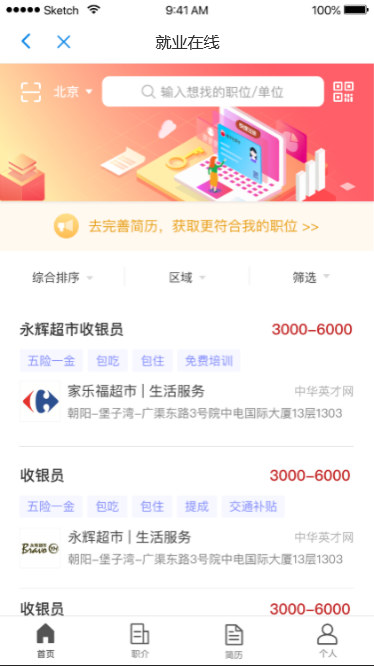 Sketch 9:41 AM 100%
就业在线
北京 输入想找的职位/单位
去完善简历，获取更符合我的职位 >>
综合排序 区域 筛选
永辉超市收银员 3000-6000
五险一金 包吃 包住 免费培训
家乐福超市 | 生活服务 中华英才网
朝阳-堡子湾-广渠东路3号院中电国际大厦13层1303
收银员 3000-6000
五险一金 包吃 包住 提成 交通补贴
永辉超市 | 生活服务 中华英才网
朝阳-堡子湾-广渠东路3号院中电国际大厦13层1303
收银员 3000-6000
首页 职介 简历 个人